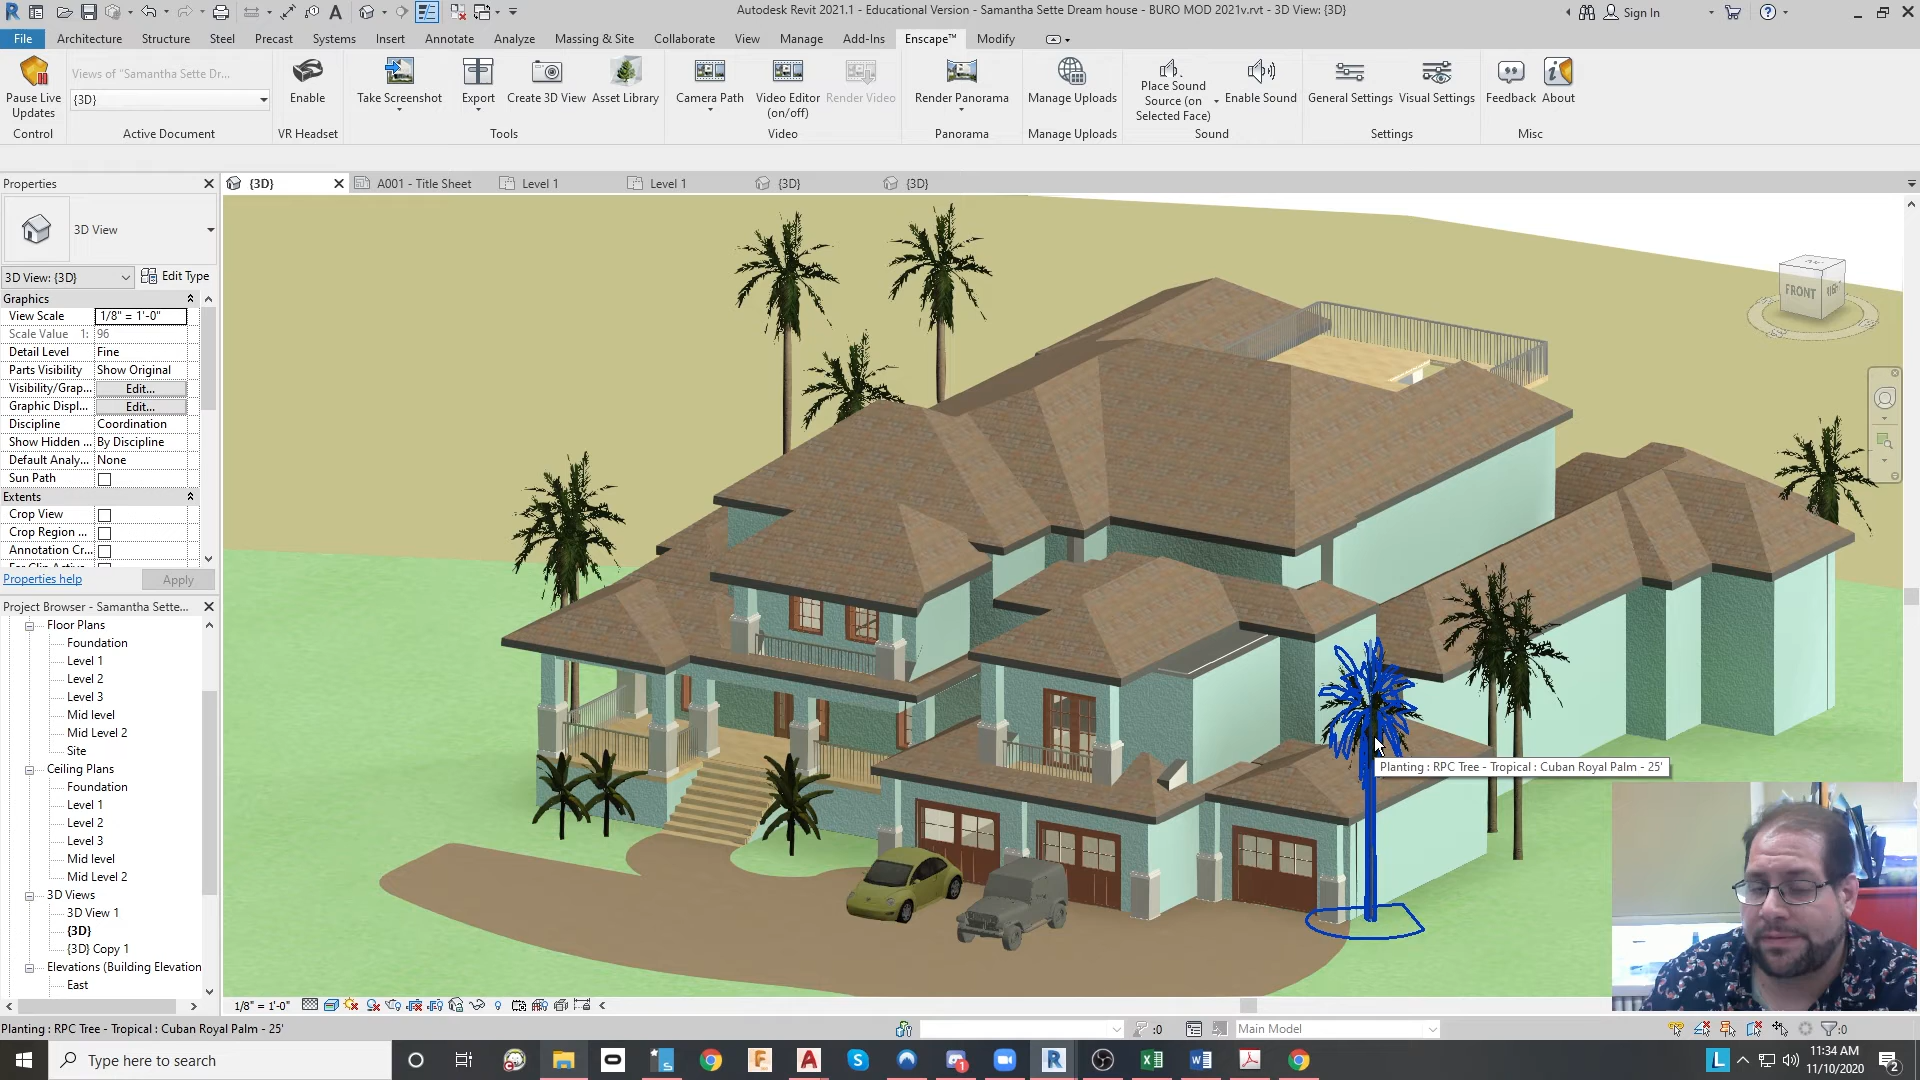 Autodesk Revit 2021.1 - Educational Version - Samantha Sette Dream house - BURO MOD 2021v.rvt - 3D View: {3D}
Sign In
File Architecture Structure Steel Precast Systems Insert Annotate Analyze Massing & Site Collaborate View Manage Add-Ins Enscape™ Modify
Pause Live Updates
Control
Views of "Samantha Sette Dr...
{3D}
Active Document
Enable
VR Headset
Take Screenshot Export Create 3D View Asset Library
Tools
Camera Path Video Editor (on/off) Render Video
Video
Render Panorama
Panorama
Manage Uploads
Manage Uploads
Place Sound Source (on Selected Face) Enable Sound
Sound
General Settings Visual Settings
Settings
Feedback About
Misc
Properties
{3D} A001 - Title Sheet Level 1 Level 1 {3D} {3D}
3D View
3D View: {3D} Edit Type
Graphics
View Scale 1/8" = 1'-0"
Scale Value 1: 96
Detail Level Fine
Parts Visibility Show Original
Visibility/Grap... Edit...
Graphic Displ... Edit...
Discipline Coordination
Show Hidden ... By Discipline
Default Analy... None
Sun Path
Extents
Crop View
Crop Region ...
Annotation Cr...
Properties help Apply
Project Browser - Samantha Sette...
Floor Plans
Foundation
Level 1
Level 2
Level 3
Mid level
Mid Level 2
Site
Ceiling Plans
Foundation
Level 1
Level 2
Level 3
Mid level
Mid Level 2
3D Views
3D View 1
{3D}
{3D} Copy 1
Elevations (Building Elevation
East
FRONT
Planting : RPC Tree - Tropical : Cuban Royal Palm - 25'
1/8" = 1'-0"
Planting : RPC Tree - Tropical : Cuban Royal Palm - 25'
:0
Main Model
:0
Type here to search
11:34 AM
11/10/2020